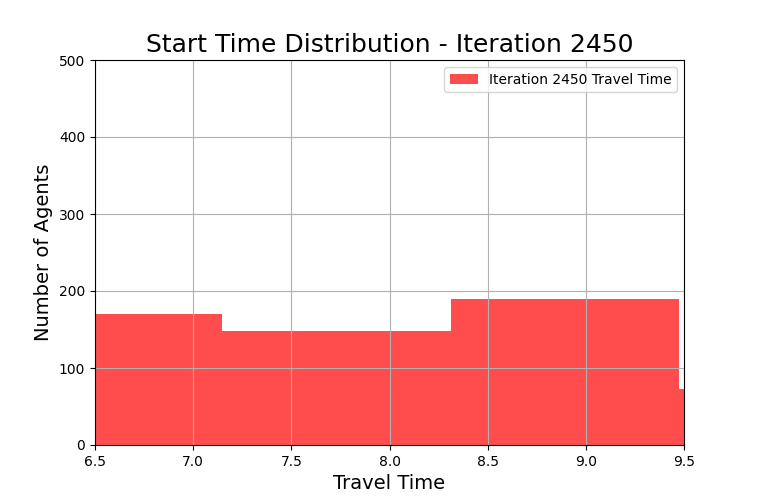 Start Time Distribution - Iteration 2450
Iteration 2450 Travel Time
Number of Agents
500
400
300
200
100
0
6.5 7.0 7.5 8.0 8.5 9.0 9.5
Travel Time